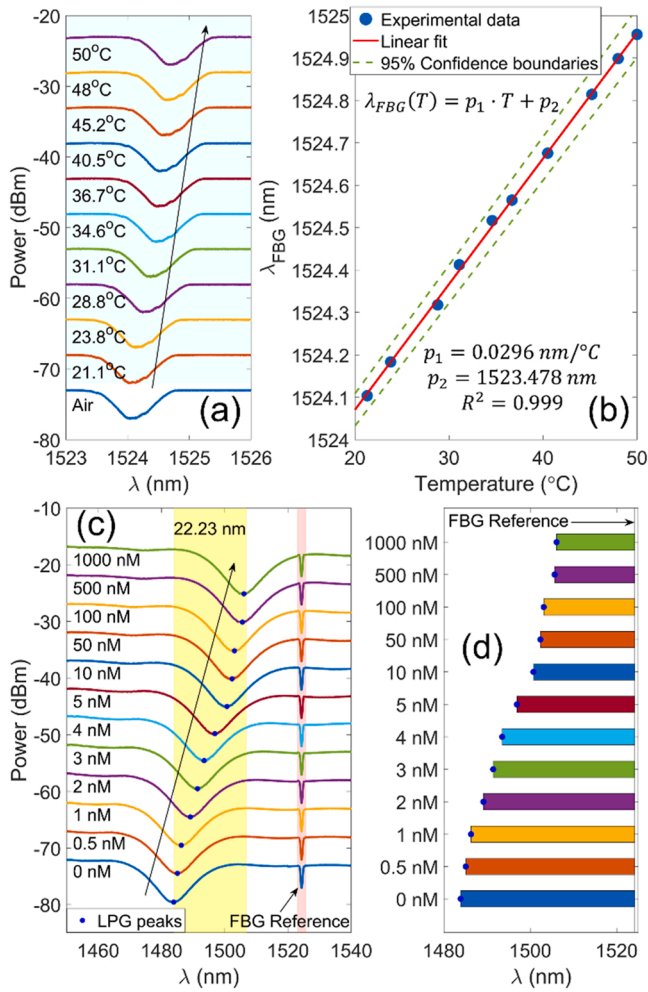 -20
-30
-40
-50
-60
-70
-80
Power (dBm)
50°C
48°C
45.2°C
40.5°C
36.7°C
34.6°C
31.1°C
28.8°C
23.8°C
21.1°C
Air
(a)
1523 1524 1525 1526
λ (nm)
1525
1524.9
1524.8
1524.7
1524.6
1524.5
1524.4
1524.3
1524.2
1524.1
1524
λFBG (nm)
Experimental data
Linear fit
95% Confidence boundaries
λFBG(T) = p1 · T + p2
p1 = 0.0296 nm/°C
p2 = 1523.478 nm
R² = 0.999
(b)
20 30 40 50
Temperature (°C)
-10
-20
-30
-40
-50
-60
-70
-80
Power (dBm)
(c)
22.23 nm
1000 nM
500 nM
100 nM
50 nM
10 nM
5 nM
4 nM
3 nM
2 nM
1 nM
0.5 nM
0 nM
LPG peaks
FBG Reference
1460 1480 1500 1520 1540
λ (nm)
FBG Reference
1000 nM
500 nM
100 nM
50 nM
10 nM
5 nM
4 nM
3 nM
2 nM
1 nM
0.5 nM
0 nM
(d)
1480 1500 1520
λ (nm)